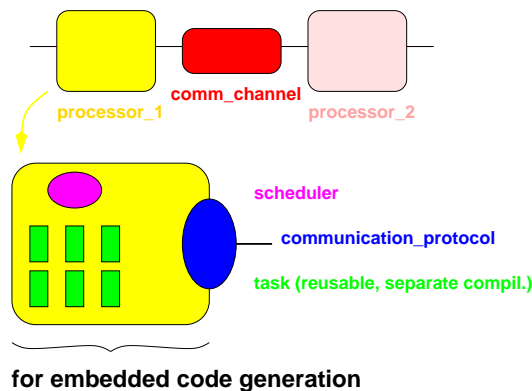 comm_channel
processor_1
processor_2
scheduler
communication_protocol
task (reusable, separate compil.)
for embedded code generation